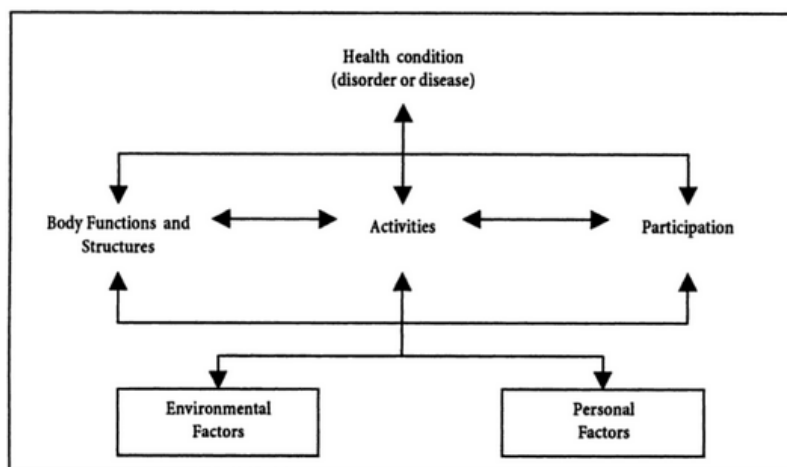 Health condition
(disorder or disease)
Body Functions and
Structures
Activities
Participation
Environmental
Factors
Personal
Factors